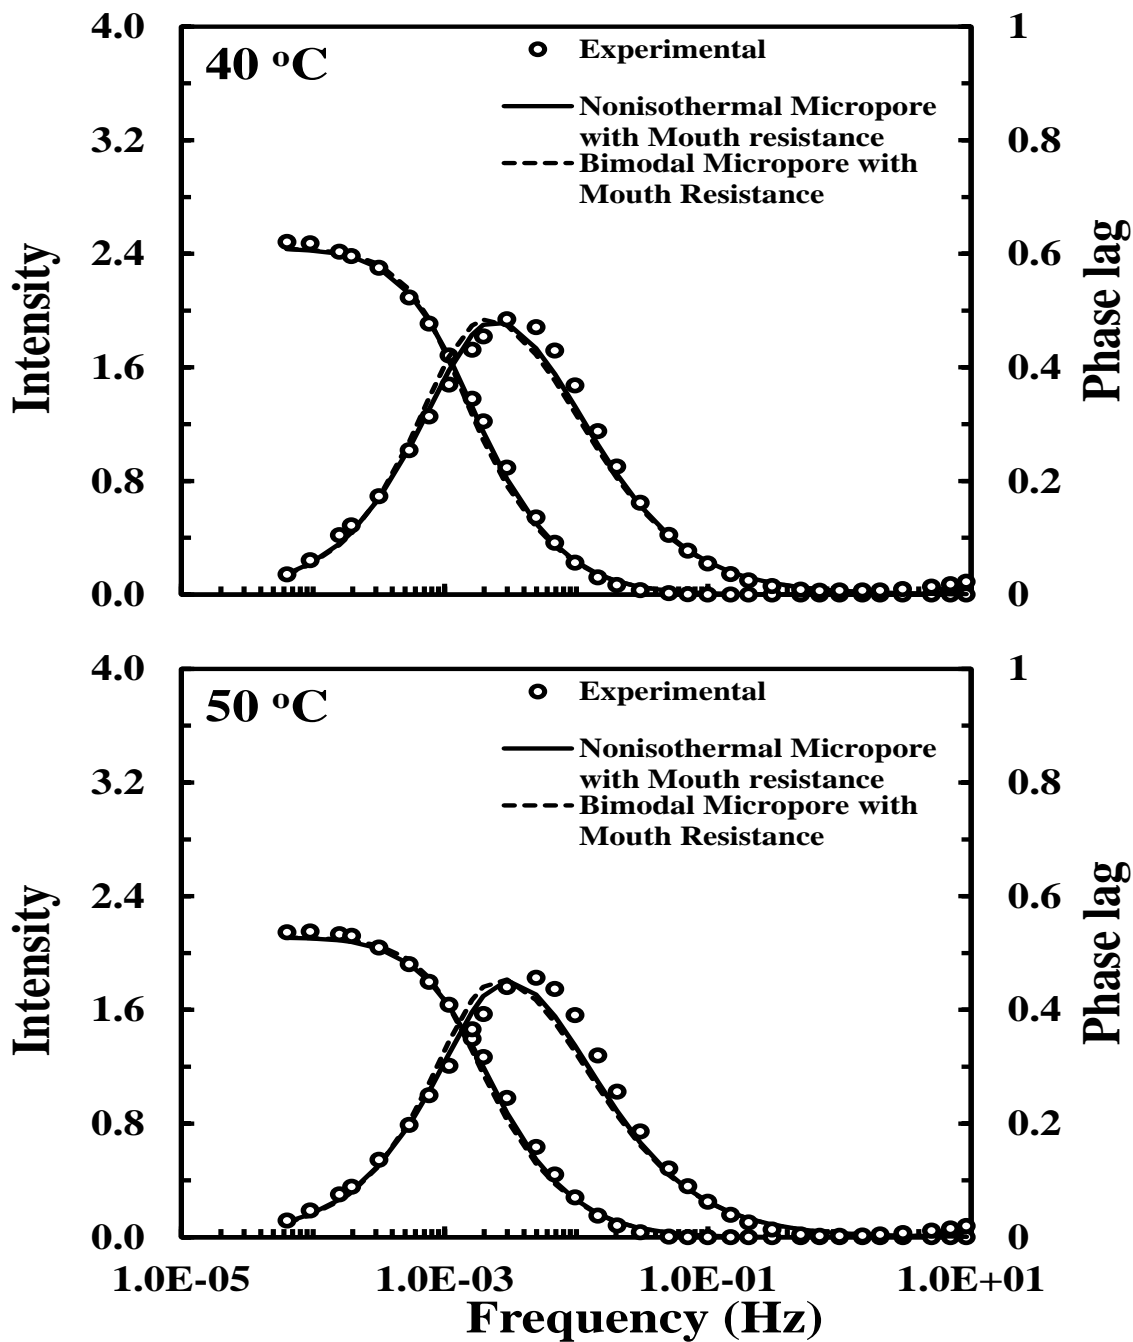 4.0
3.2
2.4
1.6
0.8
0.0
Intensity
40 °C
Experimental
Nonisothermal Micropore
with Mouth resistance
Bimodal Micropore with
Mouth Resistance
1
0.8
0.6
0.4
0.2
0
Phase lag
4.0
3.2
2.4
1.6
0.8
0.0
Intensity
50 °C
Experimental
Nonisothermal Micropore
with Mouth resistance
Bimodal Micropore with
Mouth Resistance
1
0.8
0.6
0.4
0.2
0
Phase lag
1.0E-05 1.0E-03 1.0E-01 1.0E+01
Frequency (Hz)